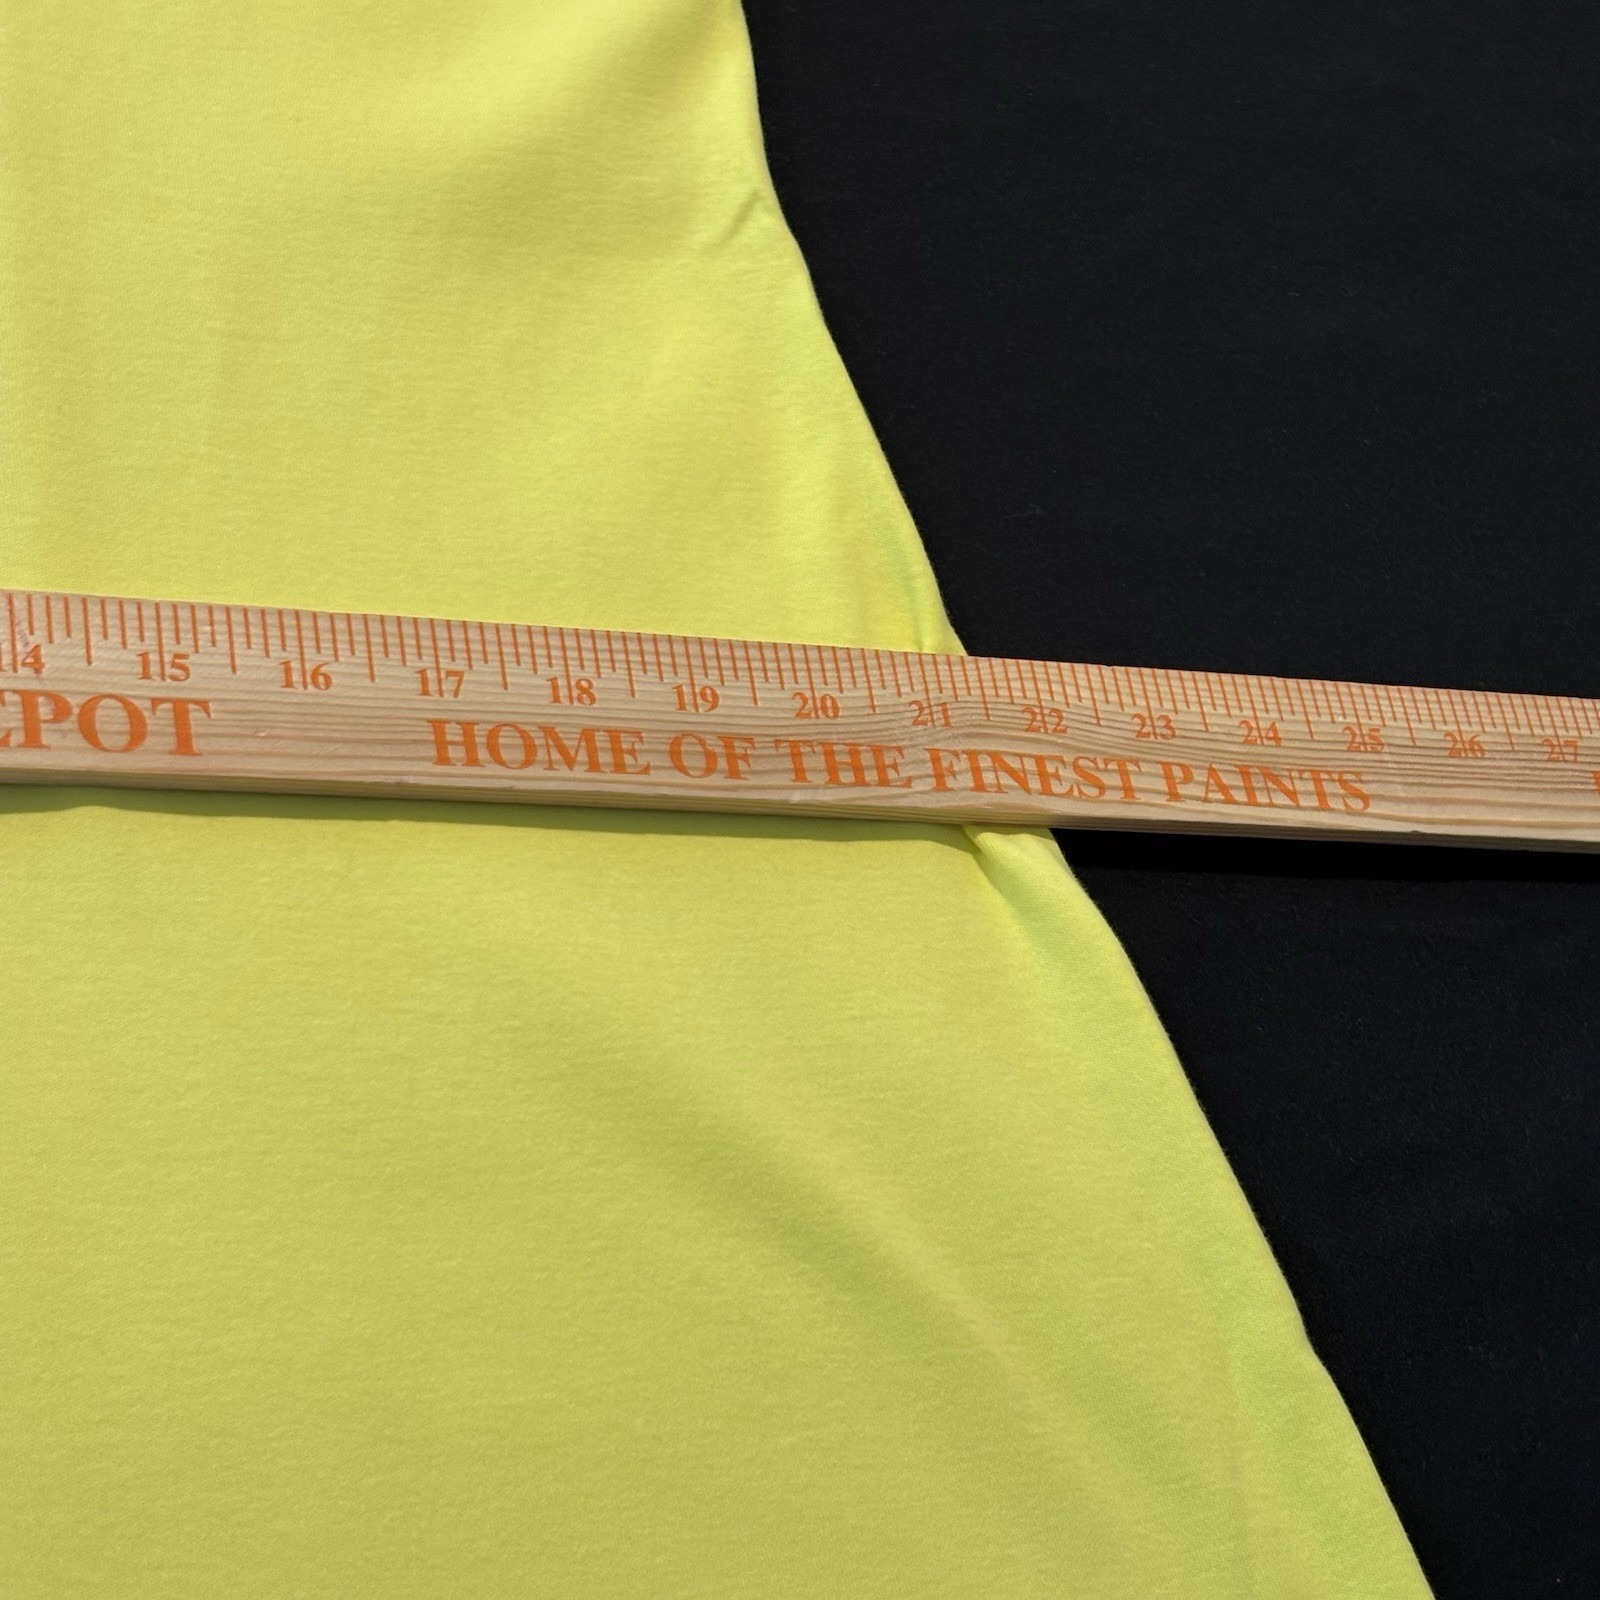 14 15 16 17 18 19 20 21 22 23 24 25 26 27
EPOT HOME OF THE FINEST PAINTS